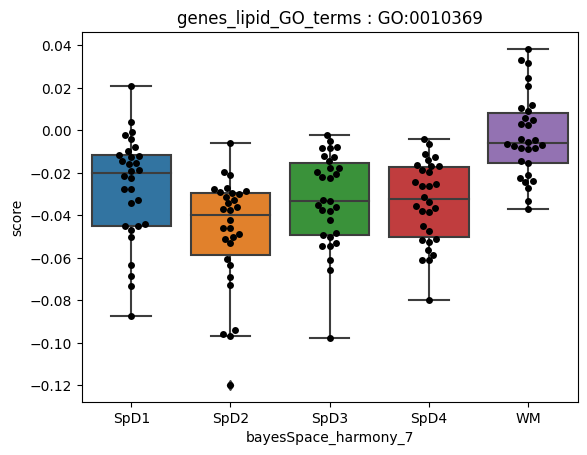 genes_lipid_GO_terms : GO:0010369
0.04
0.02
0.00
−0.02
−0.04
−0.06
−0.08
−0.10
−0.12
score
SpD1 SpD2 SpD3 SpD4 WM
bayesSpace_harmony_7